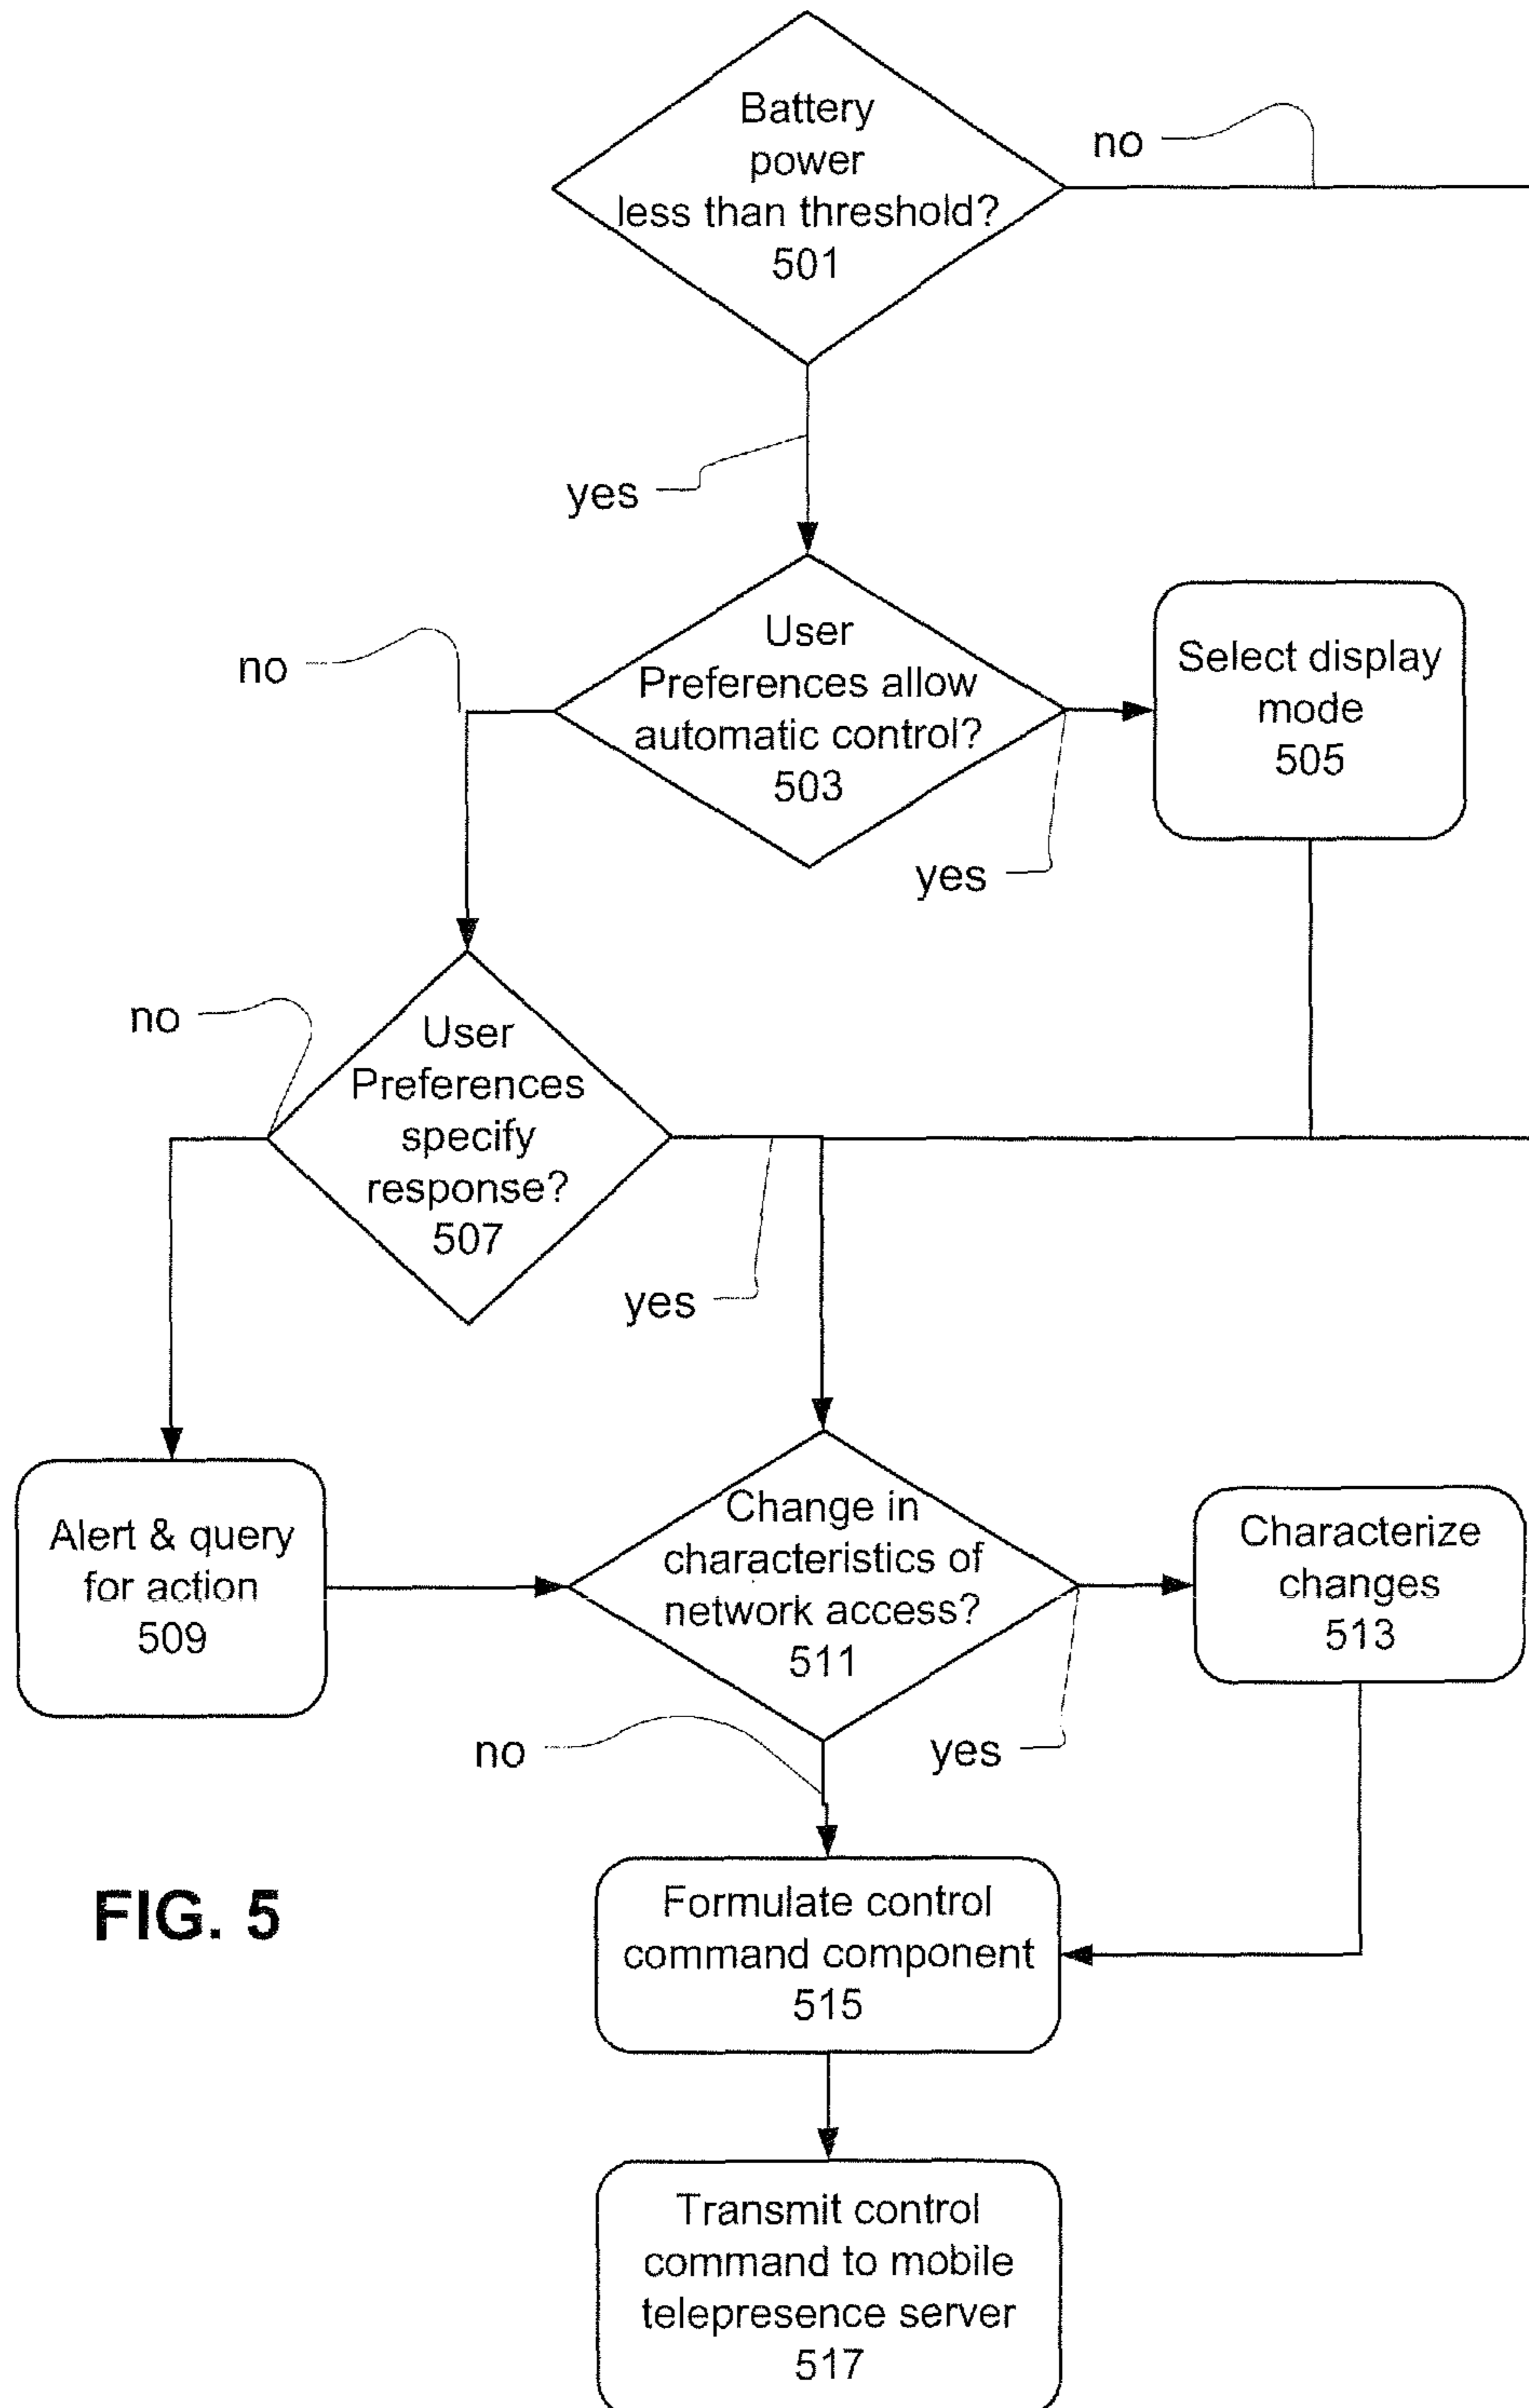 Battery
power
less than threshold?
501
no
yes
User
Preferences allow
automatic control?
503
no
yes
Select display
mode
505
User
Preferences
specify
response?
507
no
yes
Alert & query
for action
509
Change in
characteristics of
network access?
511
Characterize
changes
513
no
yes
FIG. 5
Formulate control
command component
515
Transmit control
command to mobile
telepresence server
517